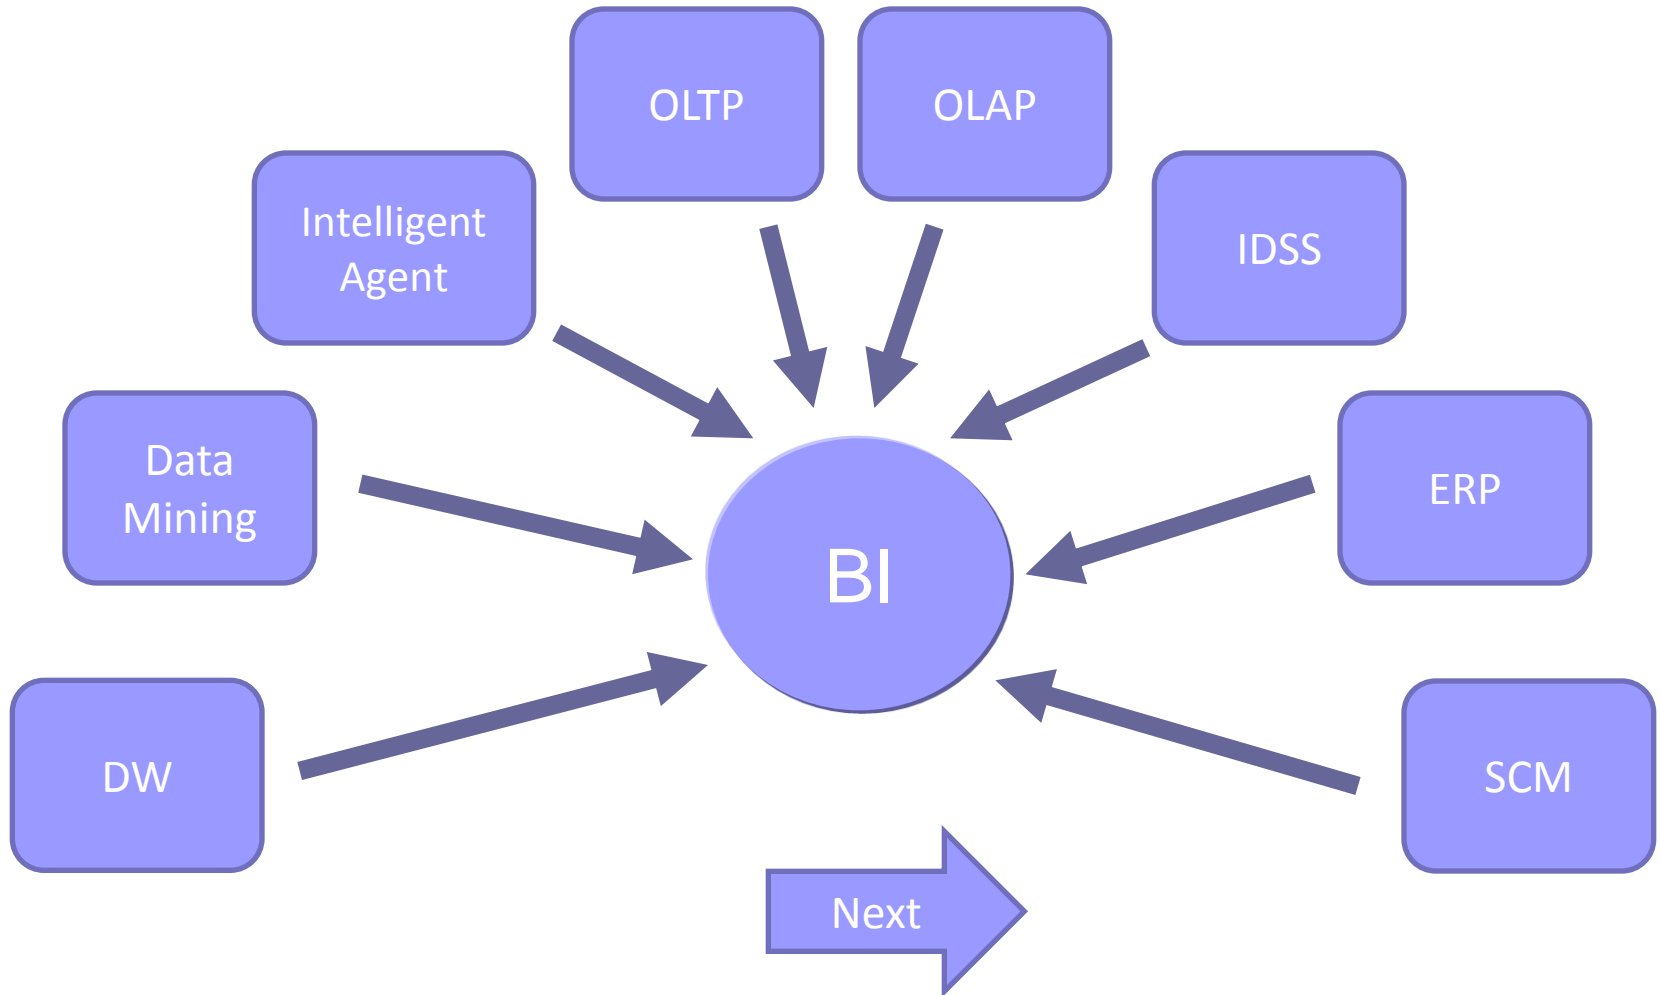 OLTP
OLAP
Intelligent
Agent
IDSS
Data
Mining
ERP
BI
DW
SCM
Next